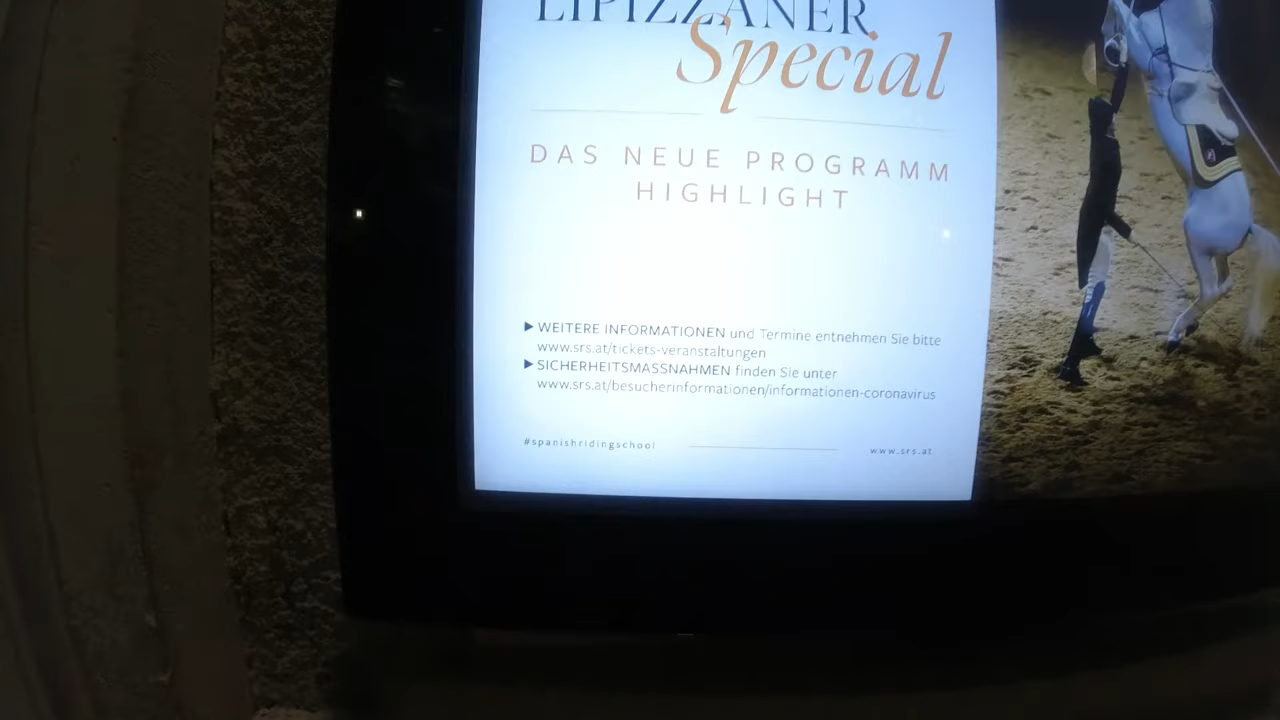 LIPIZZANER
Special
DAS NEUE PROGRAMM
HIGHLIGHT
▶ WEITERE INFORMATIONEN und Termine entnehmen Sie bitte
www.srs.at/tickets-veranstaltungen
▶ SICHERHEITSMASSNAHMEN finden Sie unter
www.srs.at/besucherinformationen/informationen-coronavirus
#spanishridingschool
www.srs.at